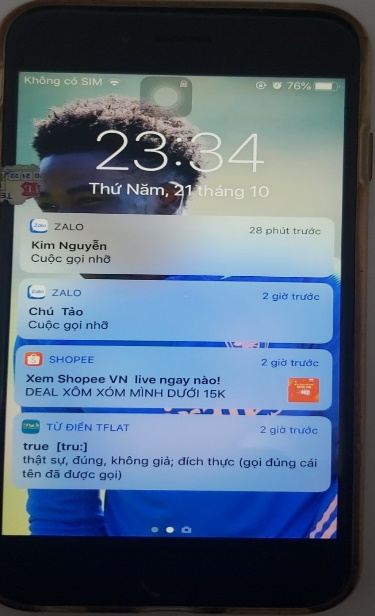 Không có SIM 76%
23:34
Thứ Năm, 21 tháng 10
ZALO 28 phút trước
Kim Nguyễn
Cuộc gọi nhỡ
ZALO 2 giờ trước
Chú Tảo
Cuộc gọi nhỡ
SHOPEE 2 giờ trước
Xem Shopee VN live ngay nào!
DEAL XÔM XÓM MÌNH DƯỚI 15K
TỪ ĐIỂN TFLAT 2 giờ trước
true [tru:]
thật sự, đúng, không giả; đích thực (gọi đúng cái
tên đã được gọi)